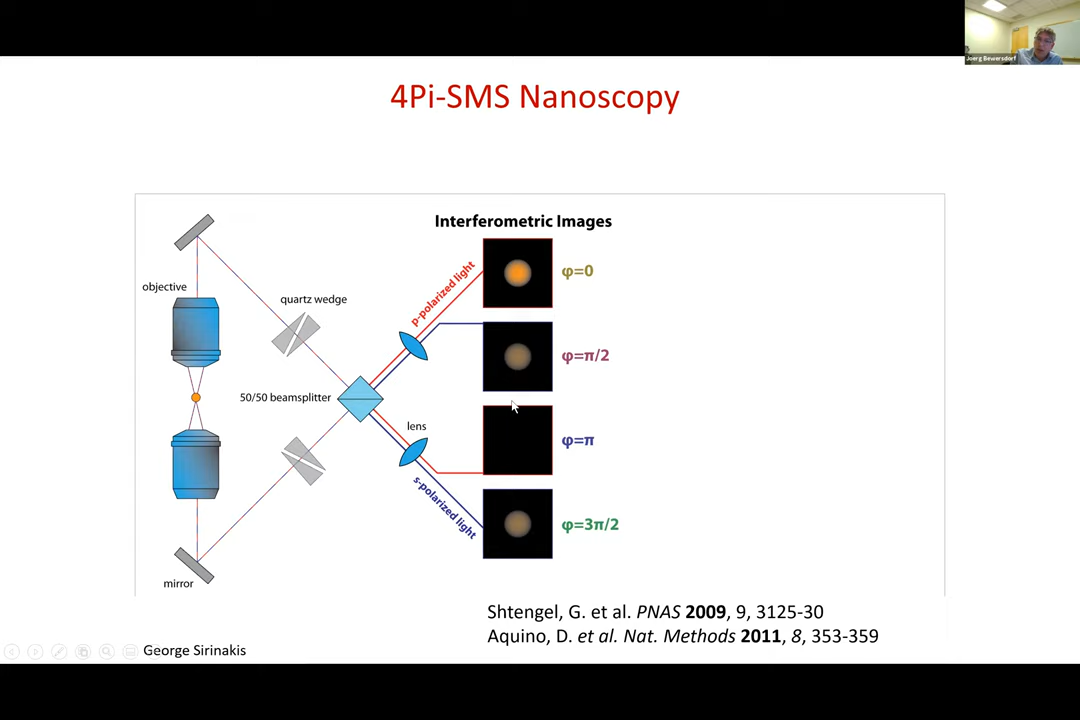 Joerg Bewersdorf
4Pi-SMS Nanoscopy
Interferometric Images
objective
quartz wedge
p-polarized light
φ=0
φ=π/2
50/50 beamsplitter
lens
φ=π
s-polarized light
φ=3π/2
mirror
Shtengel, G. et al. PNAS 2009, 9, 3125-30
Aquino, D. et al. Nat. Methods 2011, 8, 353-359
George Sirinakis